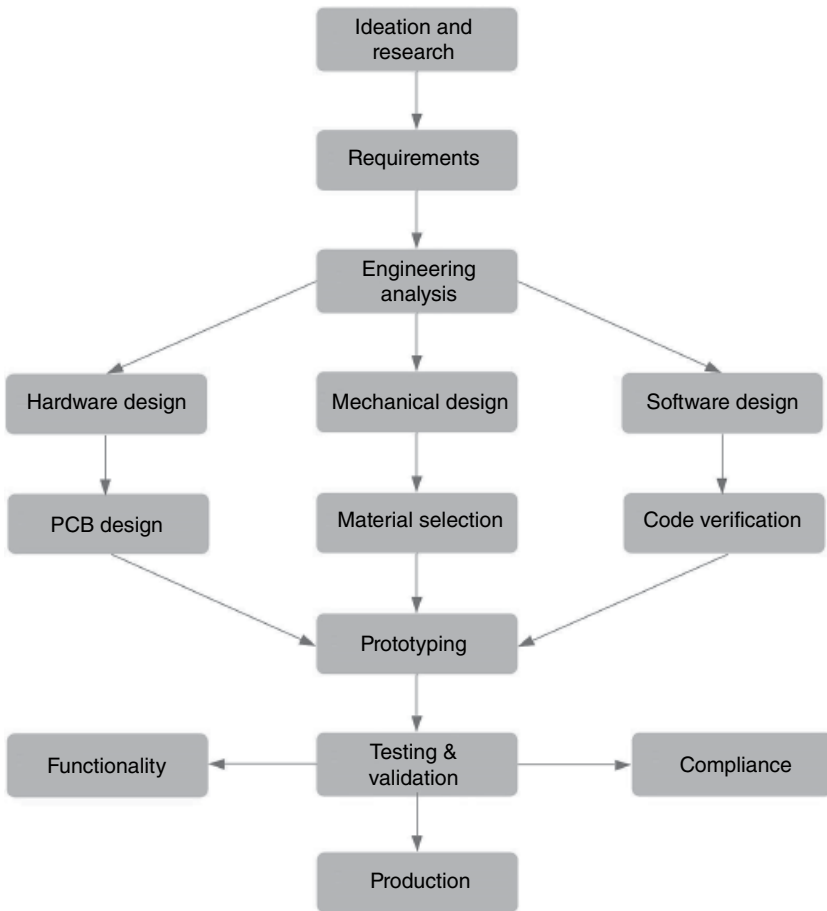 Ideation and
research
Requirements
Engineering
analysis
Hardware design
Mechanical design
Software design
PCB design
Material selection
Code verification
Prototyping
Functionality
Testing &
validation
Compliance
Production